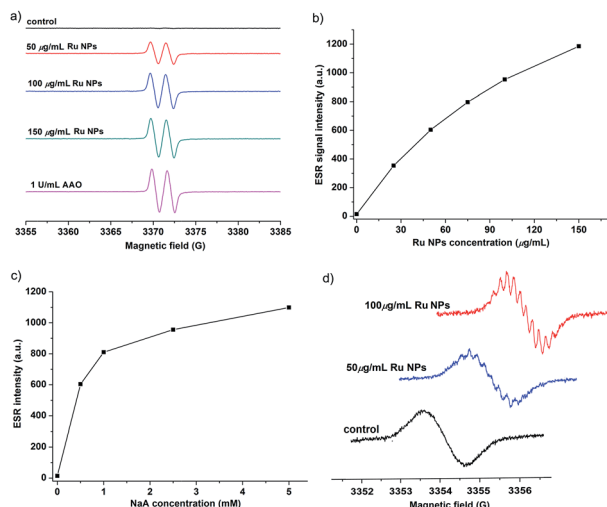 a)
control
50 μg/mL Ru NPs
100 μg/mL Ru NPs
150 μg/mL Ru NPs
1 U/mL AAO
3355 3360 3365 3370 3375 3380 3385
Magnetic field (G)
b)
ESR signal intensity (a.u.)
1200
1000
800
600
400
200
0
0 30 60 90 120 150
Ru NPs concentration (μg/mL)
c)
ESR intensity (a.u.)
1200
1000
800
600
400
200
0
0 1 2 3 4 5
NaA concentration (mM)
d)
100μg/mL Ru NPs
50μg/mL Ru NPs
control
3352 3353 3354 3355 3356
Magnetic field (G)